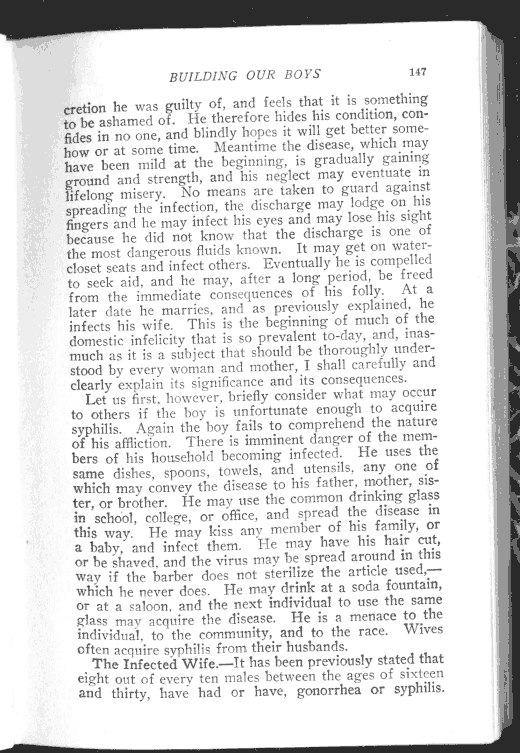 BUILDING OUR BOYS 147
cretion he was guilty of, and feels that it is something
to be ashamed of. He therefore hides his condition, con-
fides in no one, and blindly hopes it will get better some-
how or at some time. Meantime the disease, which may
have been mild at the beginning, is gradually gaining
ground and strength, and his neglect may eventuate in
lifelong misery. No means are taken to guard against
spreading the infection, the discharge may lodge on his
fingers and he may infect his eyes and may lose his sight
because he did not know that the discharge is one of
the most dangerous fluids known. It may get on water-
closet seats and infect others. Eventually he is compelled
to seek aid, and he may, after a long period, be freed
from the immediate consequences of his folly. At a
later date he marries, and as previously explained, he
infects his wife. This is the beginning of much of the
domestic infelicity that is so prevalent to-day, and, inas-
much as it is a subject that should be thoroughly under-
stood by every woman and mother, I shall carefully and
clearly explain its significance and its consequences.
Let us first, however, briefly consider what may occur
to others if the boy is unfortunate enough to acquire
syphilis. Again the boy fails to comprehend the nature
of his affliction. There is imminent danger of the mem-
bers of his household becoming infected. He uses the
same dishes, spoons, towels, and utensils, any one of
which may convey the disease to his father, mother, sis-
ter, or brother. He may use the common drinking glass
in school, college, or office, and spread the disease in
this way. He may kiss any member of his family, or
a baby, and infect them. He may have his hair cut,
or be shaved, and the virus may be spread around in this
way if the barber does not sterilize the article used,—
which he never does. He may drink at a soda fountain,
or at a saloon, and the next individual to use the same
glass may acquire the disease. He is a menace to the
individual, to the community, and to the race. Wives
often acquire syphilis from their husbands.
The Infected Wife.—It has been previously stated that
eight out of every ten males between the ages of sixteen
and thirty, have had or have, gonorrhea or syphilis.